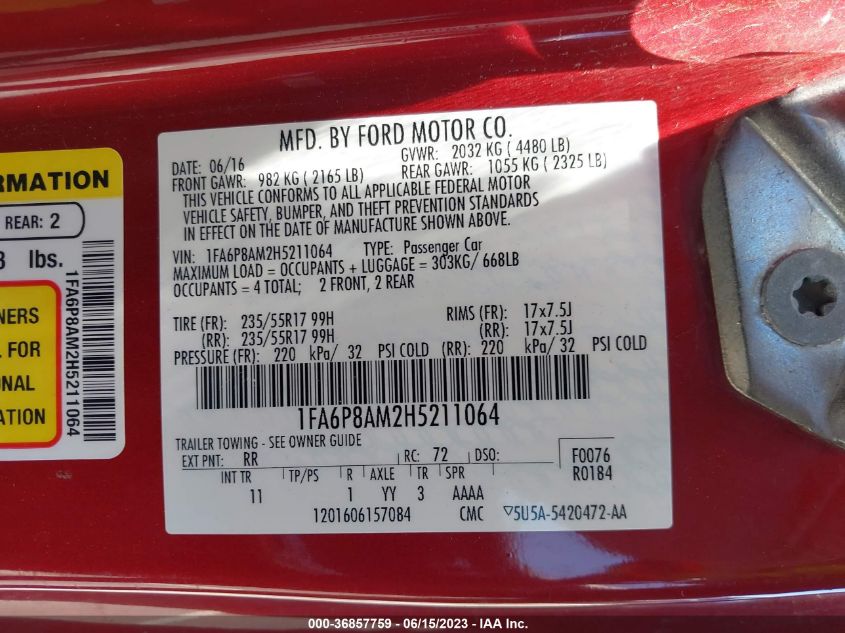 MFD. BY FORD MOTOR CO.
DATE: 06/16
GVWR: 2032 KG ( 4480 LB)
FRONT GAWR: 982 KG ( 2165 LB)
REAR GAWR: 1055 KG ( 2325 LB)
THIS VEHICLE CONFORMS TO ALL APPLICABLE FEDERAL MOTOR
VEHICLE SAFETY, BUMPER, AND THEFT PREVENTION STANDARDS
IN EFFECT ON THE DATE OF MANUFACTURE SHOWN ABOVE.
VIN: 1FA6P8AM2H5211064 TYPE: Passenger Car
MAXIMUM LOAD = OCCUPANTS + LUGGAGE = 303KG/ 668LB
OCCUPANTS = 4 TOTAL; 2 FRONT, 2 REAR
TIRE (FR): 235/55R17 99H RIMS (FR): 17x7.5J
(RR): 235/55R17 99H (RR): 17x7.5J
PRESSURE (FR): 220 kPa/ 32 PSI COLD (RR): 220 kPa/ 32 PSI COLD
1FA6P8AM2H5211064
TRAILER TOWING - SEE OWNER GUIDE
EXT PNT: RR RC: 72 DSO: F0076
R0184
INT TR TP/PS R AXLE TR SPR
11 1 YY 3 AAAA
1201606157084 CMC ▽5U5A-5420472-AA
ORMATION
REAR: 2
8 lbs.
NERS
L FOR
ONAL
ATION
1FA6P8AM2H5211064
000-36857759 - 06/15/2023 - IAA Inc.